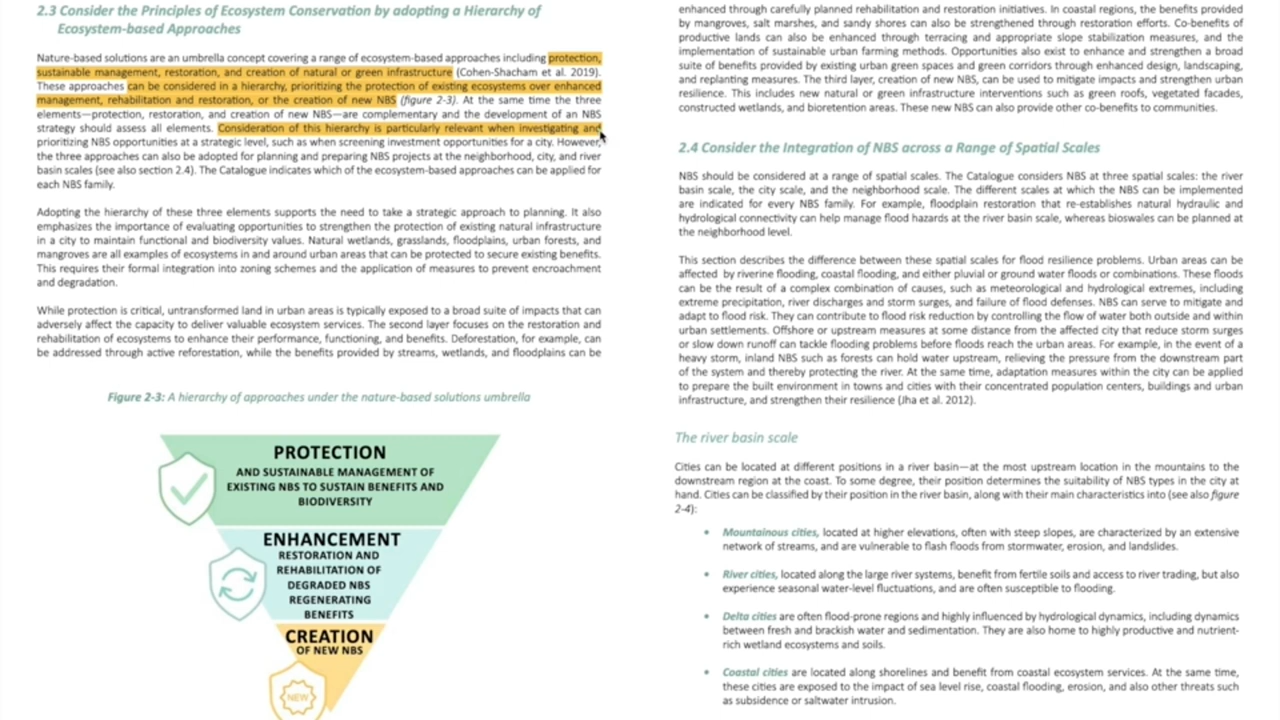 2.3 Consider the Principles of Ecosystem Conservation by adopting a Hierarchy of
Ecosystem-based Approaches
Nature-based solutions are an umbrella concept covering a range of ecosystem-based approaches including protection,
sustainable management, restoration, and creation of natural or green infrastructure (Cohen-Shacham et al. 2019).
These approaches can be considered in a hierarchy, prioritizing the protection of existing ecosystems over enhanced
management, rehabilitation and restoration, or the creation of new NBS (figure 2-3). At the same time the three
elements—protection, restoration, and creation of new NBS—are complementary and the development of an NBS
strategy should assess all elements. Consideration of this hierarchy is particularly relevant when investigating and
prioritizing NBS opportunities at a strategic level, such as when screening investment opportunities for a city. However,
the three approaches can also be adopted for planning and preparing NBS projects at the neighborhood, city, and river
basin scales (see also section 2.4). The Catalogue indicates which of the ecosystem-based approaches can be applied for
each NBS family.
Adopting the hierarchy of these three elements supports the need to take a strategic approach to planning. It also
emphasizes the importance of evaluating opportunities to strengthen the protection of existing natural infrastructure
in a city to maintain functional and biodiversity values. Natural wetlands, grasslands, floodplains, urban forests, and
mangroves are all examples of ecosystems in and around urban areas that can be protected to secure existing benefits.
This requires their formal integration into zoning schemes and the application of measures to prevent encroachment
and degradation.
While protection is critical, untransformed land in urban areas is typically exposed to a broad suite of impacts that can
adversely affect the capacity to deliver valuable ecosystem services. The second layer focuses on the restoration and
rehabilitation of ecosystems to enhance their performance, functioning, and benefits. Deforestation, for example, can
be addressed through active reforestation, while the benefits provided by streams, wetlands, and floodplains can be
Figure 2-3: A hierarchy of approaches under the nature-based solutions umbrella
PROTECTION
AND SUSTAINABLE MANAGEMENT OF
EXISTING NBS TO SUSTAIN BENEFITS AND
BIODIVERSITY
ENHANCEMENT
RESTORATION AND
REHABILITATION OF
DEGRADED NBS
REGENERATING
BENEFITS
CREATION
OF NEW NBS
NEW
enhanced through carefully planned rehabilitation and restoration initiatives. In coastal regions, the benefits provided
by mangroves, salt marshes, and sandy shores can also be strengthened through restoration efforts. Co-benefits of
productive lands can also be enhanced through terracing and appropriate slope stabilization measures, and the
implementation of sustainable urban farming methods. Opportunities also exist to enhance and strengthen a broad
suite of benefits provided by existing urban green spaces and green corridors through enhanced design, landscaping,
and replanting measures. The third layer, creation of new NBS, can be used to mitigate impacts and strengthen urban
resilience. This includes new natural or green infrastructure interventions such as green roofs, vegetated facades,
constructed wetlands, and bioretention areas. These new NBS can also provide other co-benefits to communities.
2.4 Consider the Integration of NBS across a Range of Spatial Scales
NBS should be considered at a range of spatial scales. The Catalogue considers NBS at three spatial scales: the river
basin scale, the city scale, and the neighborhood scale. The different scales at which the NBS can be implemented
are indicated for every NBS family. For example, floodplain restoration that re-establishes natural hydraulic and
hydrological connectivity can help manage flood hazards at the river basin scale, whereas bioswales can be planned at
the neighborhood level.
This section describes the difference between these spatial scales for flood resilience problems. Urban areas can be
affected by riverine flooding, coastal flooding, and either pluvial or ground water floods or combinations. These floods
can be the result of a complex combination of causes, such as meteorological and hydrological extremes, including
extreme precipitation, river discharges and storm surges, and failure of flood defenses. NBS can serve to mitigate and
adapt to flood risk. They can contribute to flood risk reduction by controlling the flow of water both outside and within
urban settlements. Offshore or upstream measures at some distance from the affected city that reduce storm surges
or slow down runoff can tackle flooding problems before floods reach the urban areas. For example, in the event of a
heavy storm, inland NBS such as forests can hold water upstream, relieving the pressure from the downstream part
of the system and thereby protecting the river. At the same time, adaptation measures within the city can be applied
to prepare the built environment in towns and cities with their concentrated population centers, buildings and urban
infrastructure, and strengthen their resilience (Jha et al. 2012).
The river basin scale
Cities can be located at different positions in a river basin—at the most upstream location in the mountains to the
downstream region at the coast. To some degree, their position determines the suitability of NBS types in the city at
hand. Cities can be classified by their position in the river basin, along with their main characteristics into (see also figure
2-4):
• Mountainous cities, located at higher elevations, often with steep slopes, are characterized by an extensive
network of streams, and are vulnerable to flash floods from stormwater, erosion, and landslides.
• River cities, located along the large river systems, benefit from fertile soils and access to river trading, but also
experience seasonal water-level fluctuations, and are often susceptible to flooding.
• Delta cities are often flood-prone regions and highly influenced by hydrological dynamics, including dynamics
between fresh and brackish water and sedimentation. They are also home to highly productive and nutrient-
rich wetland ecosystems and soils.
• Coastal cities are located along shorelines and benefit from coastal ecosystem services. At the same time,
these cities are exposed to the impact of sea level rise, coastal flooding, erosion, and also other threats such
as subsidence or saltwater intrusion.